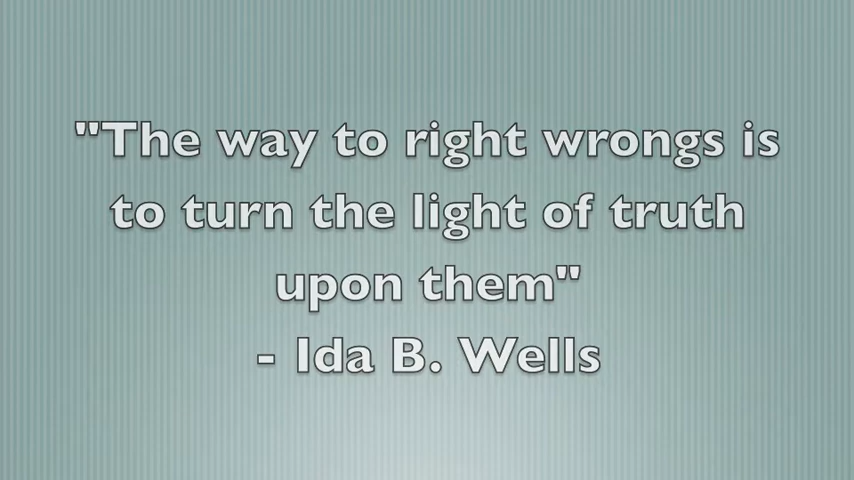 "The way to right wrongs is
to turn the light of truth
upon them"
- Ida B. Wells